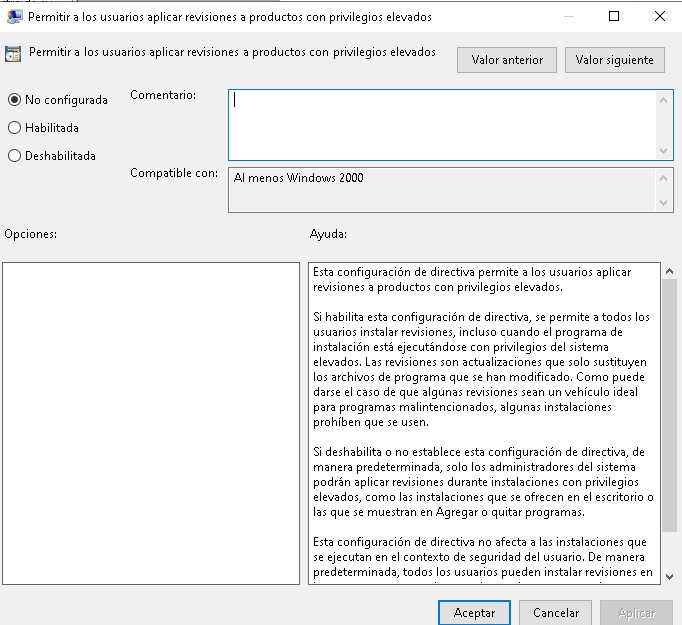 Permitir a los usuarios aplicar revisiones a productos con privilegios elevados
Permitir a los usuarios aplicar revisiones a productos con privilegios elevados
Valor anterior
Valor siguiente
No configurada
Habilitada
Deshabilitada
Comentario:
Compatible con:
Al menos Windows 2000
Opciones:
Ayuda:
Esta configuración de directiva permite a los usuarios aplicar
revisiones a productos con privilegios elevados.
Si habilita esta configuración de directiva, se permite a todos los
usuarios instalar revisiones, incluso cuando el programa de
instalación está ejecutándose con privilegios del sistema
elevados. Las revisiones son actualizaciones que solo sustituyen
los archivos de programa que se han modificado. Como puede
darse el caso de que algunas revisiones sean un vehículo ideal
para programas malintencionados, algunas instalaciones
prohíben que se usen.
Si deshabilita o no establece esta configuración de directiva, de
manera predeterminada, solo los administradores del sistema
podrán aplicar revisiones durante instalaciones con privilegios
elevados, como las instalaciones que se ofrecen en el escritorio o
las que se muestran en Agregar o quitar programas.
Esta configuración de directiva no afecta a las instalaciones que
se ejecutan en el contexto de seguridad del usuario. De manera
predeterminada, todos los usuarios pueden instalar revisiones en
Aceptar
Cancelar
Aplicar